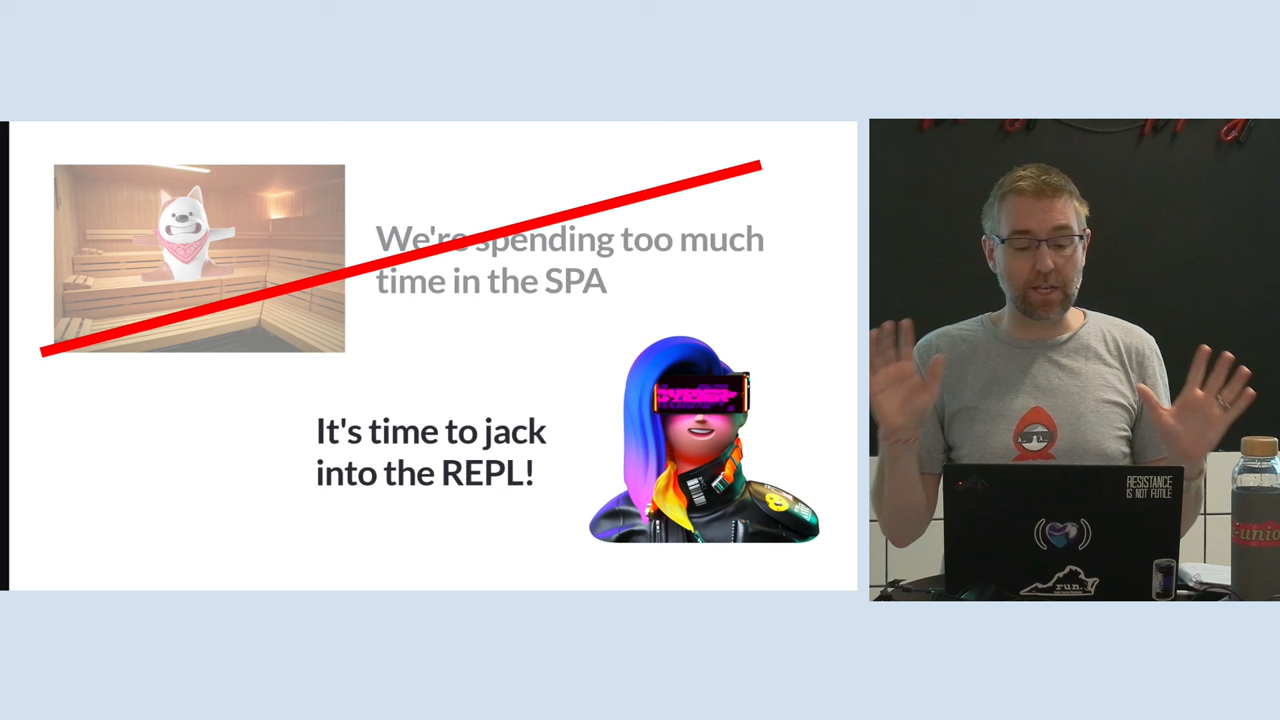 We're spending too much
time in the SPA
It's time to jack
into the REPL!
RESISTANCE
IS NOT FUTILE
run.